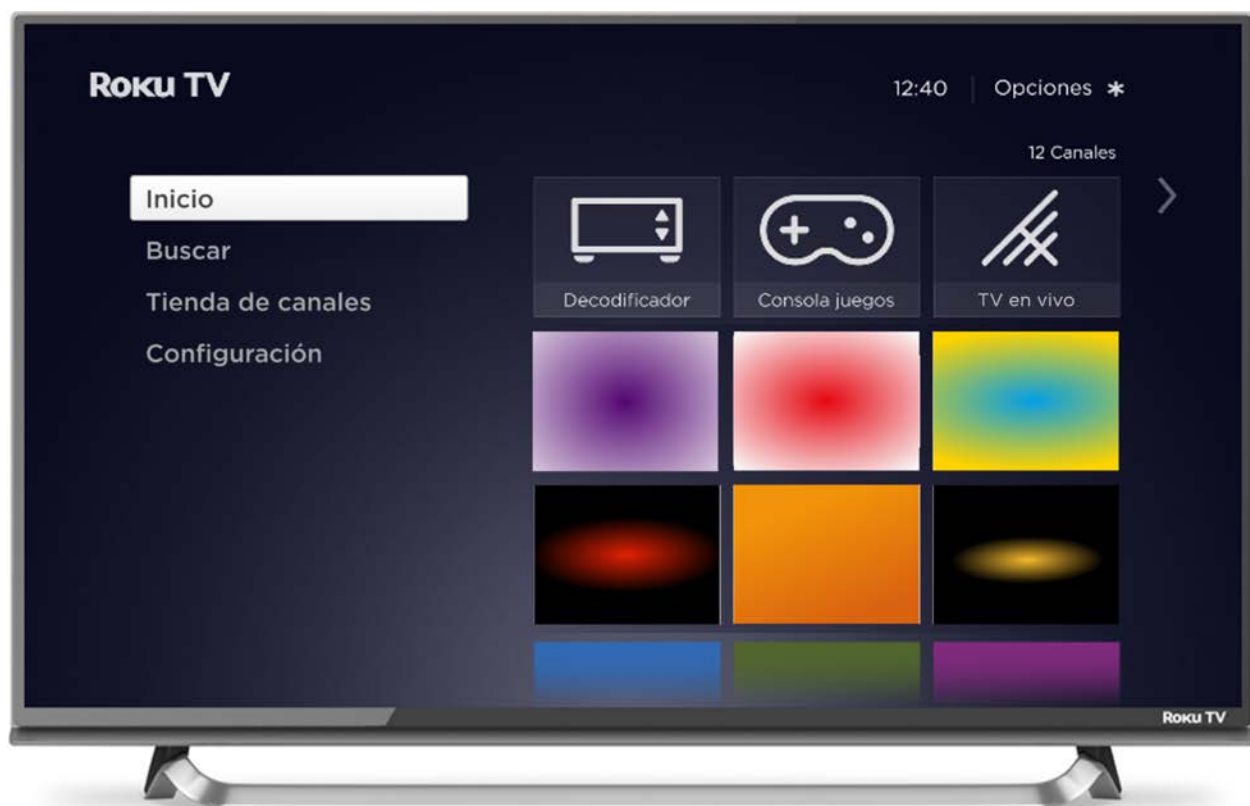 Roku TV
12:40 Opciones *
12 Canales
Inicio
Buscar
Tienda de canales
Configuración
Decodificador Consola juegos TV en vivo
Roku TV